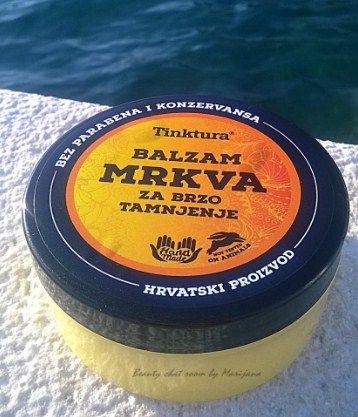 BEZ PARABENA I KONZERVANSA
Tinktura®
BALZAM
MRKVA
ZA BRZO
TAMNJENJE
Hand
Made
NOT TESTED
ON ANIMALS
HRVATSKI PROIZVOD
Beauty chat room by Marijana